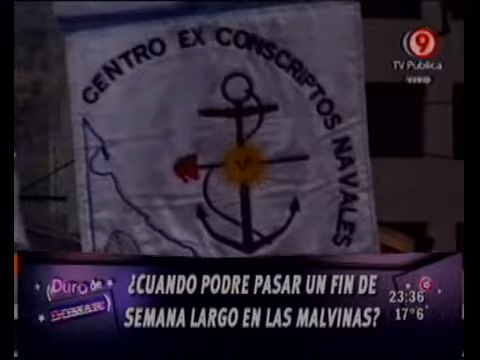 CENTRO EX CONSCRIPTOS NAVALES
9
TV Pública
VIVO
Duro de
DOMAR
¿CUANDO PODRE PASAR UN FIN DE
SEMANA LARGO EN LAS MALVINAS?
23:36
17°6